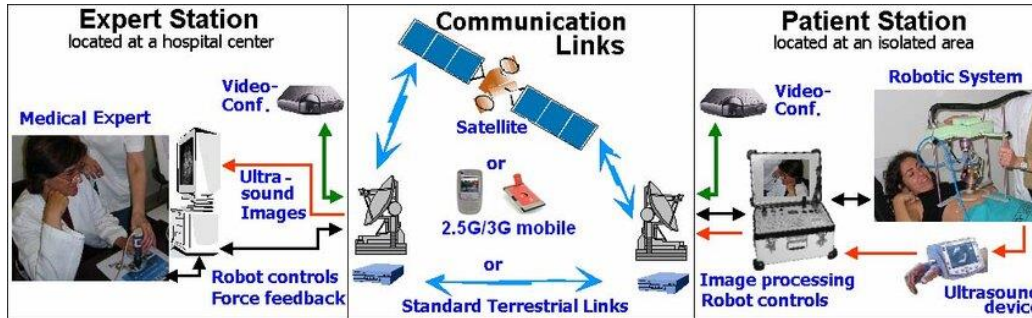 Expert Station
located at a hospital center
Video-
Conf.
Medical Expert
Ultra-
sound
Images
Robot controls
Force feedback
Communication
Links
Satellite
or
2.5G/3G mobile
or
Standard Terrestrial Links
Patient Station
located at an isolated area
Robotic System
Video-
Conf.
Image processing
Robot controls
Ultrasound
device